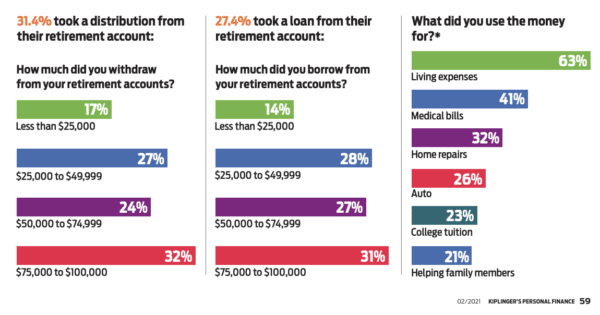 31.4% took a distribution from
their retirement account:
How much did you withdraw
from your retirement accounts?
17%
Less than $25,000
27%
$25,000 to $49,999
24%
$50,000 to $74,999
32%
$75,000 to $100,000
27.4% took a loan from their
retirement account:
How much did you borrow from
your retirement accounts?
14%
Less than $25,000
28%
$25,000 to $49,999
27%
$50,000 to $74,999
31%
$75,000 to $100,000
What did you use the money
for?*
63%
Living expenses
41%
Medical bills
32%
Home repairs
26%
Auto
23%
College tuition
21%
Helping family members
02/2021 KIPLINGER'S PERSONAL FINANCE 59